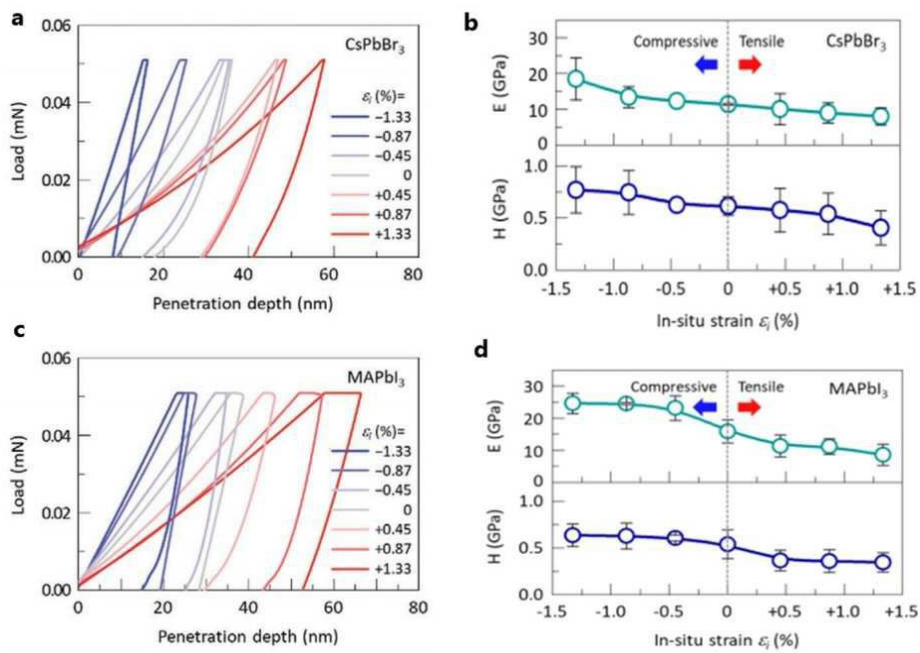 a
0.06
0.04
0.02
0.00
Load (mN)
CsPbBr3
εi (%)=
−1.33
−0.87
−0.45
0
+0.45
+0.87
+1.33
0
20
40
60
80
Penetration depth (nm)
b
30
20
10
0
E (GPa)
Compressive
Tensile
CsPbBr3
1.0
0.5
0.0
H (GPa)
-1.5
-1.0
-0.5
0
+0.5
+1.0
+1.5
In-situ strain εi (%)
c
0.06
0.04
0.02
0.00
Load (mN)
MAPbI3
εi (%)=
−1.33
−0.87
−0.45
0
+0.45
+0.87
+1.33
0
20
40
60
80
Penetration depth (nm)
d
30
20
10
0
E (GPa)
Compressive
Tensile
MAPbI3
1.0
0.5
0.0
H (GPa)
-1.5
-1.0
-0.5
0
+0.5
+1.0
+1.5
In-situ strain εi (%)